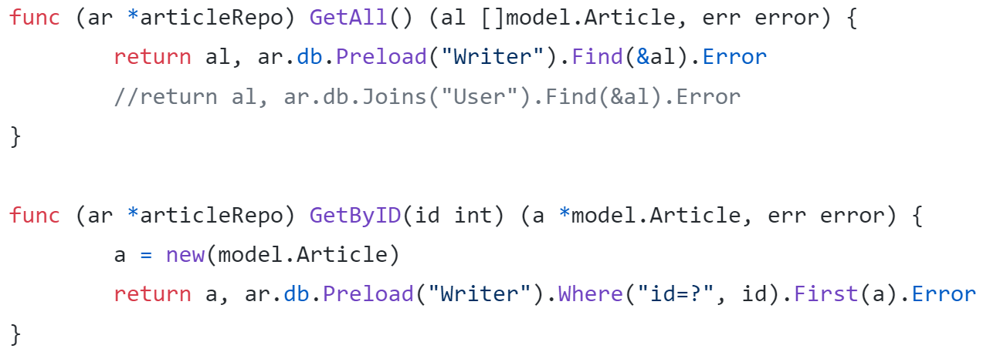 func (ar *articleRepo) GetAll() (al []model.Article, err error) {
        return al, ar.db.Preload("Writer").Find(&al).Error
        //return al, ar.db.Joins("User").Find(&al).Error
}

func (ar *articleRepo) GetByID(id int) (a *model.Article, err error) {
        a = new(model.Article)
        return a, ar.db.Preload("Writer").Where("id=?", id).First(a).Error
}